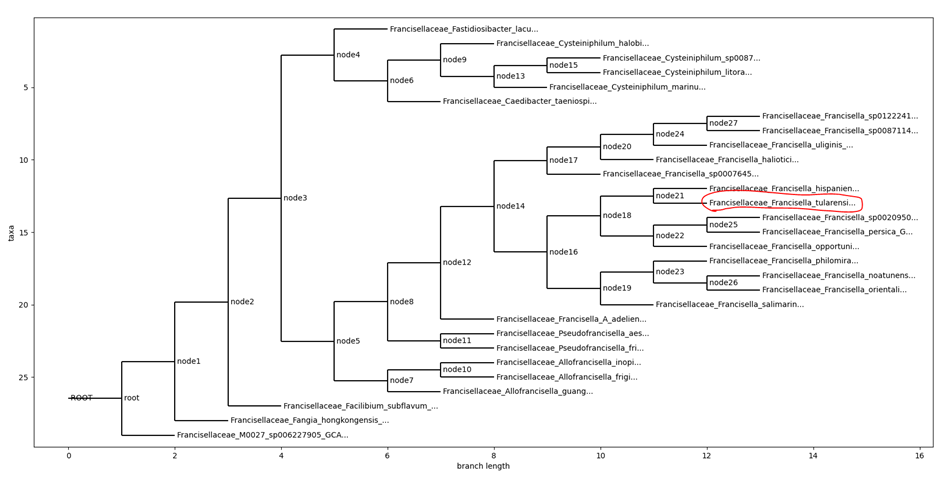 Francisellaceae_Fastidiosibacter_lacu...
Francisellaceae_Cysteiniphilum_halobi...
node4
node9
Francisellaceae_Cysteiniphilum_sp0087...
node15
Francisellaceae_Cysteiniphilum_litora...
node13
node6
Francisellaceae_Cysteiniphilum_marinu...
5
Francisellaceae_Caedibacter_taeniospi...
Francisellaceae_Francisella_sp0122241...
node27
Francisellaceae_Francisella_sp0087114...
node24
Francisellaceae_Francisella_uliginis_...
node20
10
node17
Francisellaceae_Francisella_haliotici...
Francisellaceae_Francisella_sp0007645...
Francisellaceae_Francisella_hispanien...
node21
node3
Francisellaceae_Francisella_tularensi...
node14
node18
Francisellaceae_Francisella_sp0020950...
node25
taxa
15
Francisellaceae_Francisella_persica_G...
node22
Francisellaceae_Francisella_opportuni...
node16
node12
Francisellaceae_Francisella_philomira...
node23
Francisellaceae_Francisella_noatunens...
node26
node19
Francisellaceae_Francisella_orientali...
node2
node8
20
Francisellaceae_Francisella_salimarin...
Francisellaceae_Francisella_A_adelien...
Francisellaceae_Pseudofrancisella_aes...
node5
node11
Francisellaceae_Pseudofrancisella_fri...
node1
Francisellaceae_Allofrancisella_inopi...
node10
25
node7
Francisellaceae_Allofrancisella_frigi...
Francisellaceae_Allofrancisella_guang...
ROOT
root
Francisellaceae_Facilibium_subflavum_...
Francisellaceae_Fangia_hongkongensis_...
Francisellaceae_M0027_sp006227905_GCA...
0 2 4 6 8 10 12 14 16
branch length